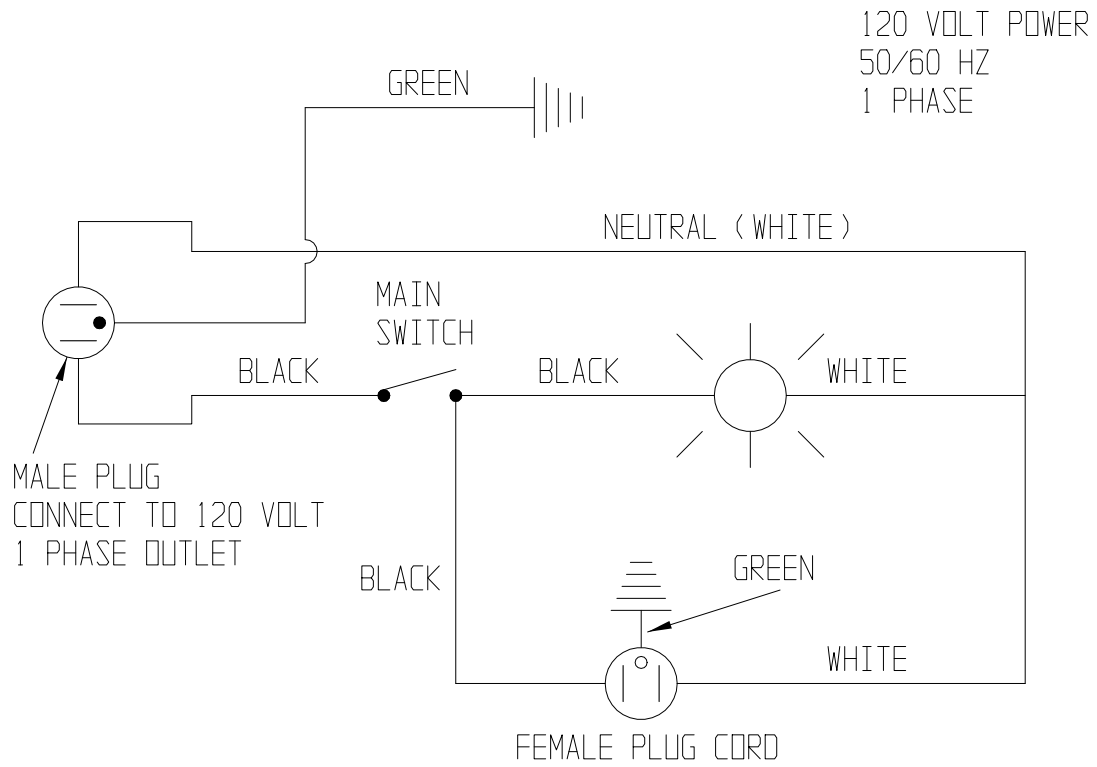 120 VOLT POWER
50/60 HZ
1 PHASE
GREEN
NEUTRAL (WHITE)
MAIN
SWITCH
BLACK
BLACK
WHITE
MALE PLUG
CONNECT TO 120 VOLT
1 PHASE OUTLET
BLACK
GREEN
WHITE
FEMALE PLUG CORD